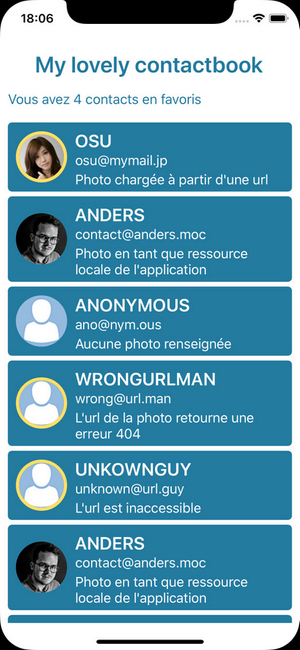 18:06
My lovely contactbook
Vous avez 4 contacts en favoris
OSU
osu@mymail.jp
Photo chargée à partir d'une url
ANDERS
contact@anders.moc
Photo en tant que ressource
locale de l'application
ANONYMOUS
ano@nym.ous
Aucune photo renseignée
WRONGURLMAN
wrong@url.man
L'url de la photo retourne une
erreur 404
UNKOWNGUY
unknown@url.guy
L'url est inaccessible
ANDERS
contact@anders.moc
Photo en tant que ressource
locale de l'application